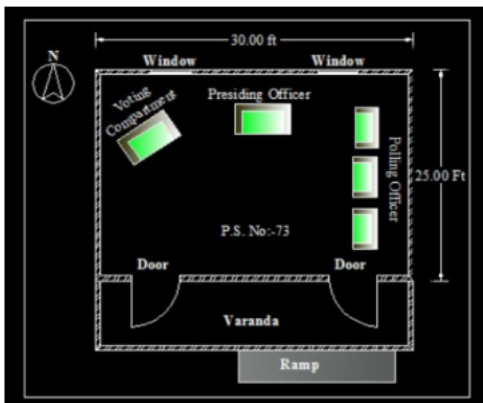 30.00 ft
N
Window
Window
Voting
Compartment
Presiding Officer
Polling Officer
25.00 Ft
P.S. No:-73
Door
Door
Varanda
Ramp